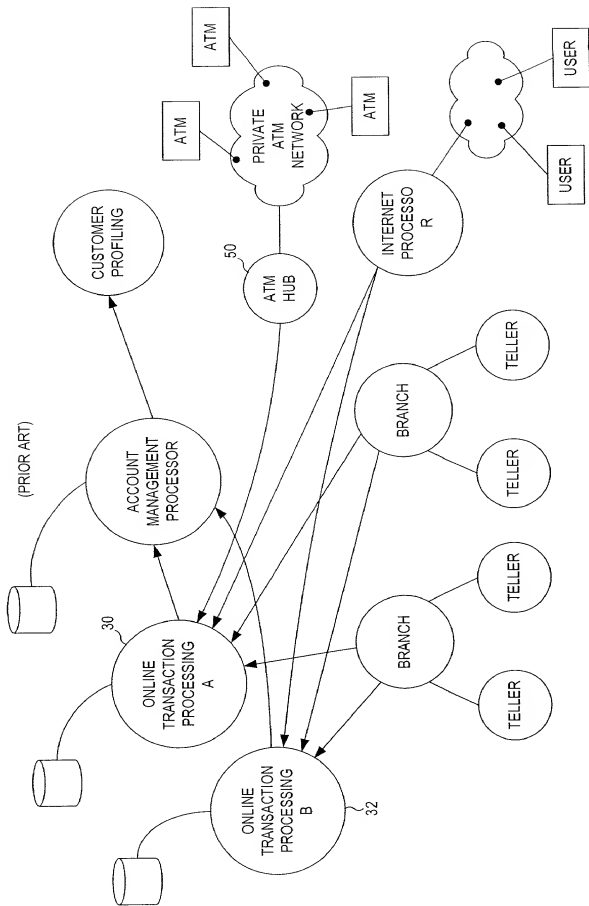 (PRIOR ART)
CUSTOMER
PROFILING
ACCOUNT
MANAGEMENT
PROCESSOR
30
ONLINE
TRANSACTION
PROCESSING
A
ONLINE
TRANSACTION
PROCESSING
B
32
50
ATM
HUB
PRIVATE
ATM
NETWORK
ATM
ATM
ATM
INTERNET
PROCESSO
R
USER
USER
BRANCH
BRANCH
TELLER
TELLER
TELLER
TELLER